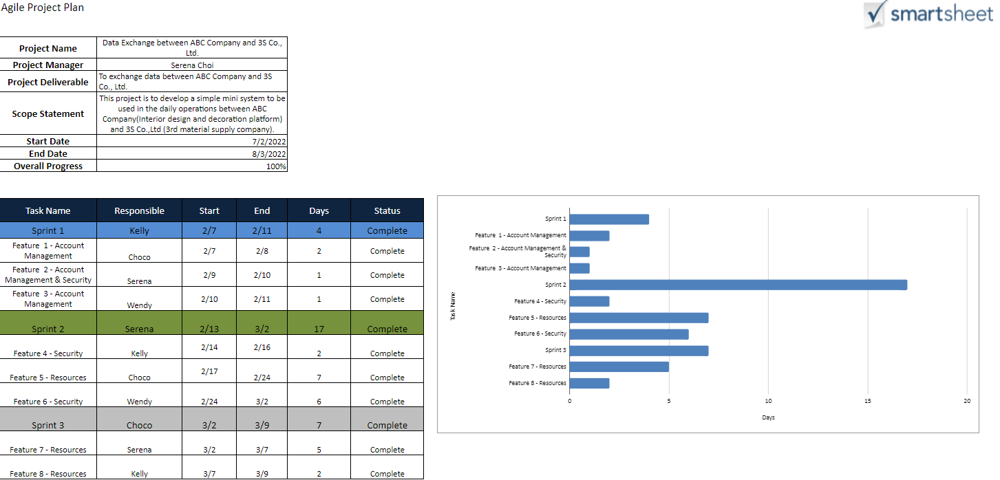 Agile Project Plan
smartsheet
Project Name
Data Exchange between ABC Company and 3S Co.,
Ltd.
Project Manager
Serena Choi
Project Deliverable
To exchange data between ABC Company and 3S
Co., Ltd.
Scope Statement
This project is to develop a simple mini system to be
used in the daily operations between ABC
Company(Interior design and decoration platform)
and 3S Co.,Ltd (3rd material supply company).
Start Date 7/2/2022
End Date 8/3/2022
Overall Progress 100%
Task Name Responsible Start End Days Status
Sprint 1 Kelly 2/7 2/11 4 Complete
Feature 1 - Account
Management
Choco 2/7 2/8 2 Complete
Feature 2 - Account
Management & Security
Serena 2/9 2/10 1 Complete
Feature 3 - Account
Management
Wendy 2/10 2/11 1 Complete
Sprint 2 Serena 2/13 3/2 17 Complete
Feature 4 - Security Kelly 2/14 2/16 2 Complete
Feature 5 - Resources Choco 2/17 2/24 7 Complete
Feature 6 - Security Wendy 2/24 3/2 6 Complete
Sprint 3 Choco 3/2 3/9 7 Complete
Feature 7 - Resources Serena 3/2 3/7 5 Complete
Feature 8 - Resources Kelly 3/7 3/9 2 Complete
Task Name
Sprint 1
Feature 1 - Account Management
Feature 2 - Account Management &
Security
Feature 3 - Account Management
Sprint 2
Feature 4 - Security
Feature 5 - Resources
Feature 6 - Security
Sprint 3
Feature 7 - Resources
Feature 8 - Resources
0 5 10 15 20
Days